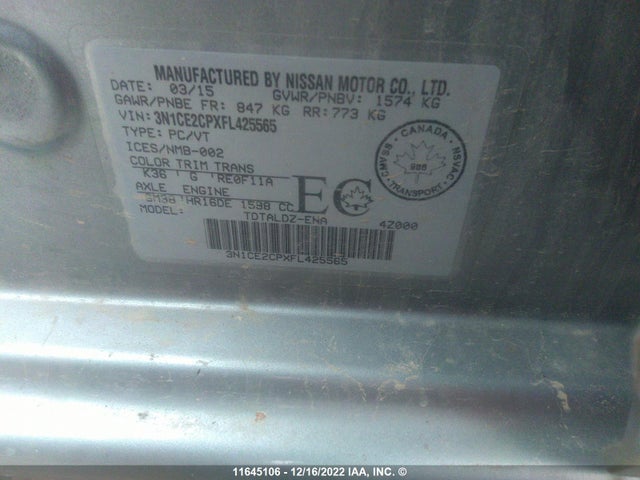 MANUFACTURED BY NISSAN MOTOR CO., LTD.
DATE: 03/15 GVWR/PNBV: 1574 KG
GAWR/PNBE FR: 847 KG RR: 773 KG
VIN: 3N1CE2CPXFL425565
TYPE: PC/VT
ICES/NMB-002
COLOR TRIM TRANS
K36 ' G 'RE0F11A
AXLE ENGINE
HR16DE 1598 CC
EC
MODEL: TDTALDZ-ENA 4Z000
3N1CE2CPXFL425565
CANADA
NSVAC
TRANSPORT
CMVSS
11645106 - 12/16/2022 IAA, INC. ©